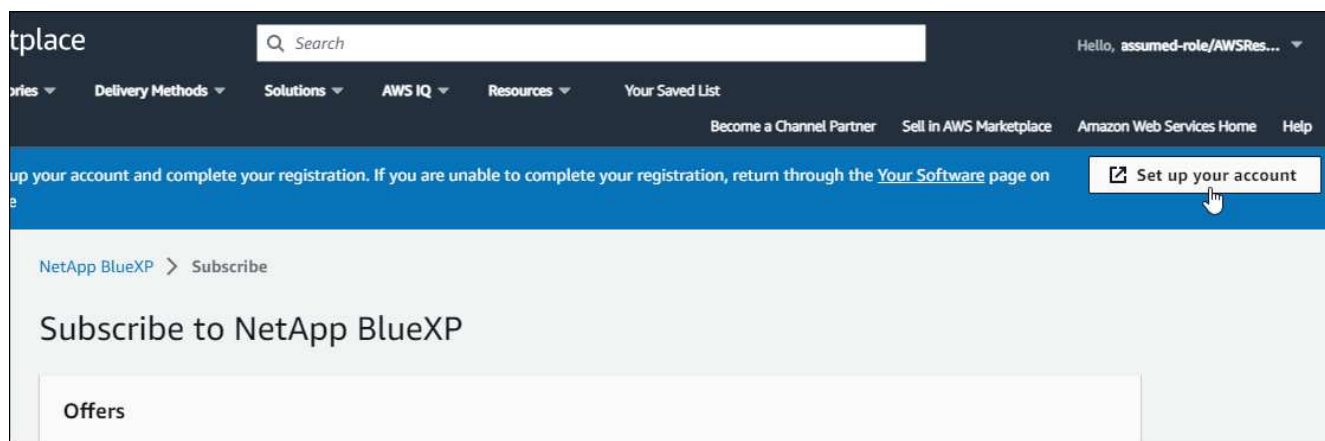 tplace
Search
Hello, assumed-role/AWSRes...
ories
Delivery Methods
Solutions
AWS IQ
Resources
Your Saved List
Become a Channel Partner
Sell in AWS Marketplace
Amazon Web Services Home
Help
up your account and complete your registration. If you are unable to complete your registration, return through the Your Software page on
e
Set up your account
NetApp BlueXP > Subscribe
Subscribe to NetApp BlueXP
Offers